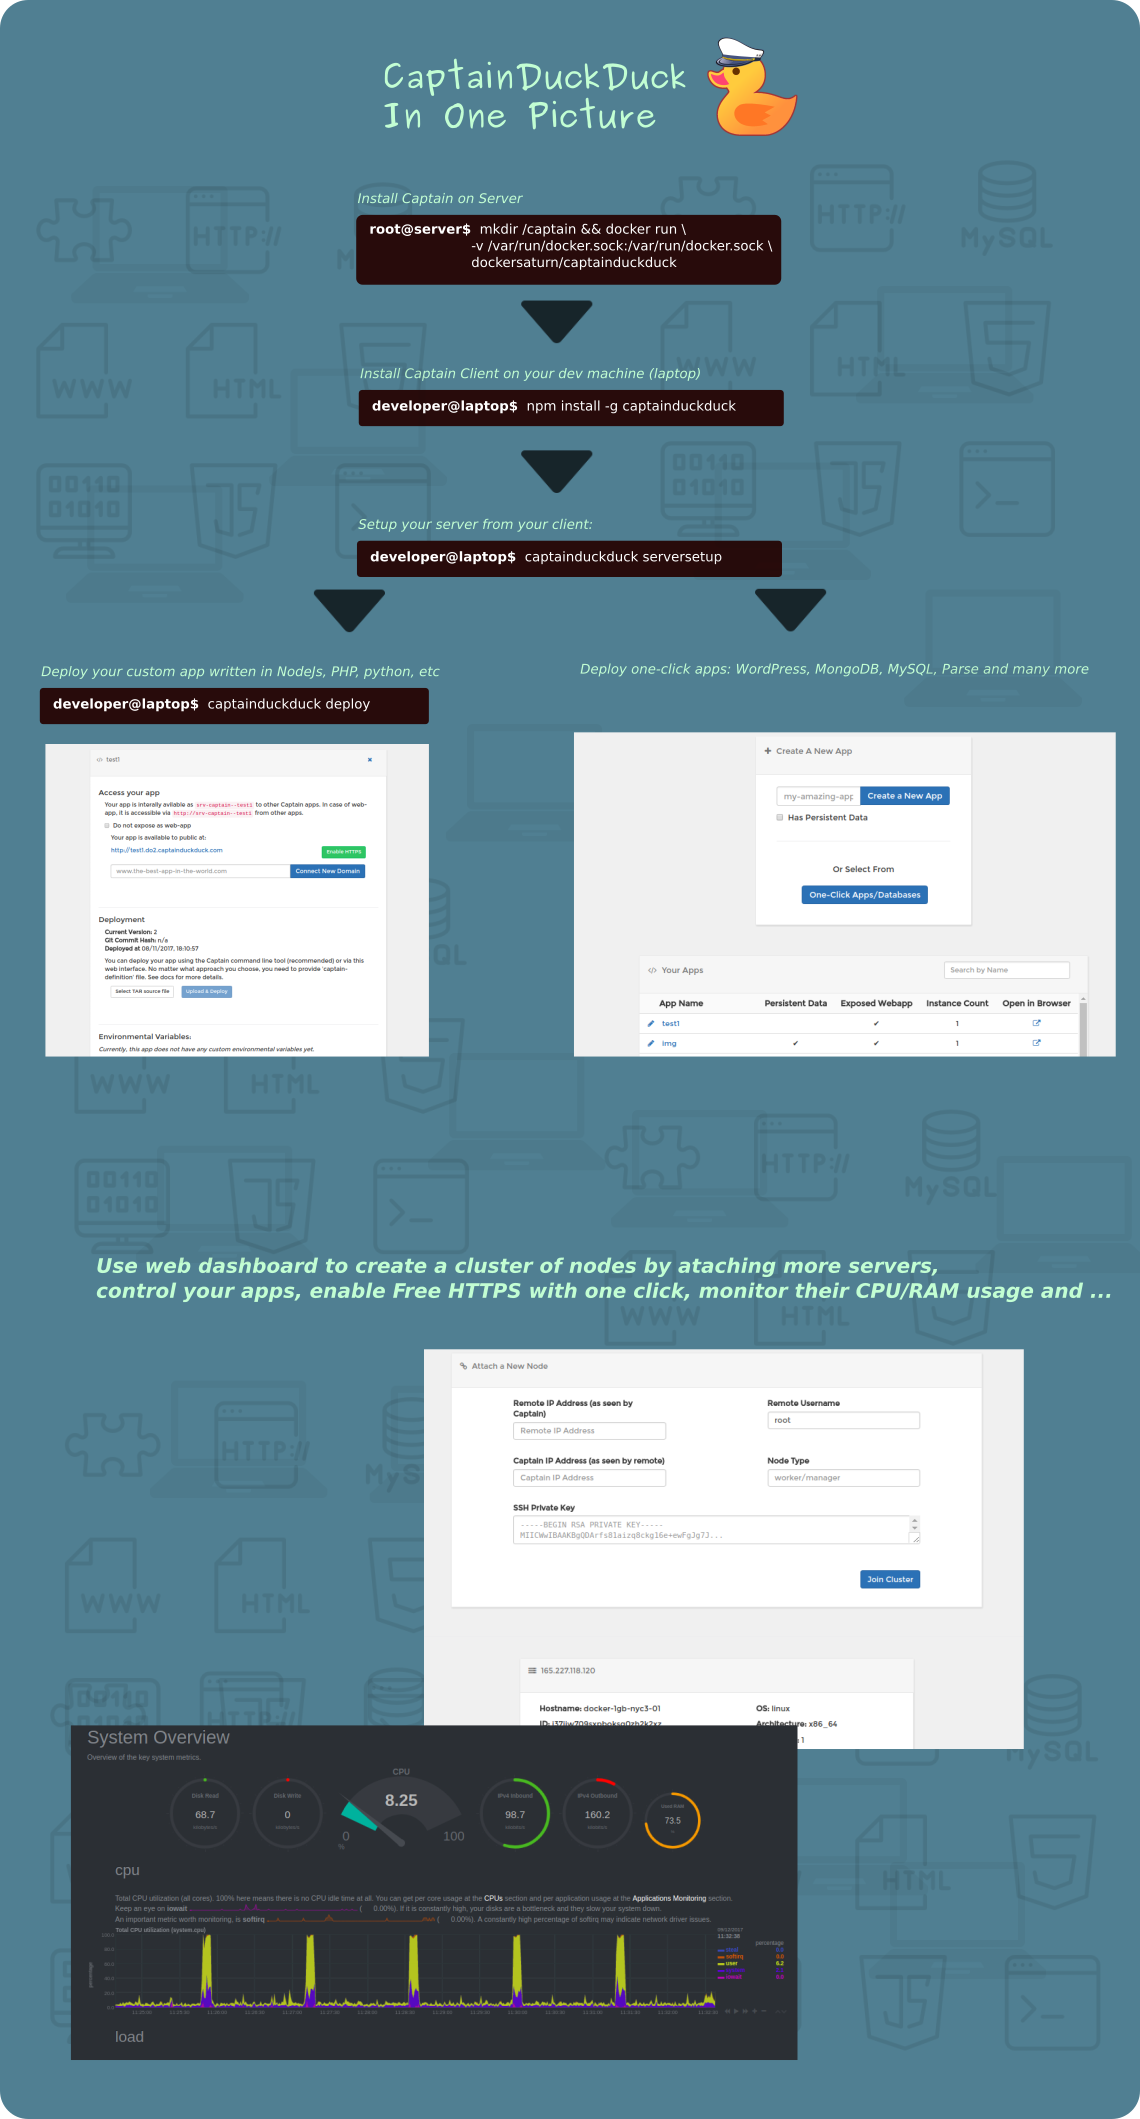 CaptainDuckDuck
In One Picture
Install Captain on Server
root@server$ mkdir /captain && docker run \
-v /var/run/docker.sock:/var/run/docker.sock \
dockersaturn/captainduckduck
Install Captain Client on your dev machine (laptop)
developer@laptop$ npm install -g captainduckduck
Setup your server from your client:
developer@laptop$ captainduckduck serversetup
Deploy your custom app written in NodeJs, PHP, python, etc
developer@laptop$ captainduckduck deploy
test1
Access your app
Your app is interally avilable as srv-captain--test1 to other Captain apps. In case of web-
app, it is accessible via http://srv-captain--test1 from other apps.
Do not expose as web-app
Your app is available to public at:
http://test1.do2.captainduckduck.com
Enable HTTPS
www.the-best-app-in-the-world.com Connect New Domain
Deployment
Current Version: 2
Git Commit Hash: n/a
Deployed at 08/11/2017, 18:10:57
You can deploy your app using the Captain command line tool (recommended) or via this
web interface. No matter what approach you choose, you need to provide 'captain-
definition' file. See docs for more details.
Select TAR source file Upload & Deploy
Environmental Variables:
Currently, this app does not have any custom environmental variables yet.
Deploy one-click apps: WordPress, MongoDB, MySQL, Parse and many more
Create A New App
my-amazing-app Create a New App
Has Persistent Data
Or Select From
One-Click Apps/Databases
Your Apps Search by Name
App Name Persistent Data Exposed Webapp Instance Count Open in Browser
test1 ✔ 1
img ✔ ✔ 1
Use web dashboard to create a cluster of nodes by ataching more servers,
control your apps, enable Free HTTPS with one click, monitor their CPU/RAM usage and ...
Attach a New Node
Remote IP Address (as seen by
Captain)
Remote IP Address
Remote Username
root
Captain IP Address (as seen by remote)
Captain IP Address
Node Type
worker/manager
SSH Private Key
-----BEGIN RSA PRIVATE KEY-----
MIICWwIBAAKBgQDArfs81aizq8ckg16e+ewFgJg7J...
Join Cluster
165.227.118.120
Hostname: docker-1gb-nyc3-01 OS: linux
Architecture: x86_64
1
System Overview
Overview of the key system metrics.
Disk Read
68.7
Disk Write
0
CPU
8.25
0 100
%
IPv4 Inbound
98.7
IPv4 Outbound
160.2
73.5
cpu
Total CPU utilization (all cores). 100% here means there is no CPU idle time at all. You can get per core usage at the CPUs section and per application usage at the Applications Monitoring section.
Keep an eye on iowait ( 0.00%). If it is constantly high, your disks are a bottleneck and they slow your system down.
An important metric worth monitoring, is softirq ( 0.00%). A constantly high percentage of softirq may indicate network driver issues.
Total CPU utilization (system.cpu)
11:32:38
percentage
softirq 0.0
user 6.2
load
HTTP://
MySQL
WWW
HTML
00110
01010
JS